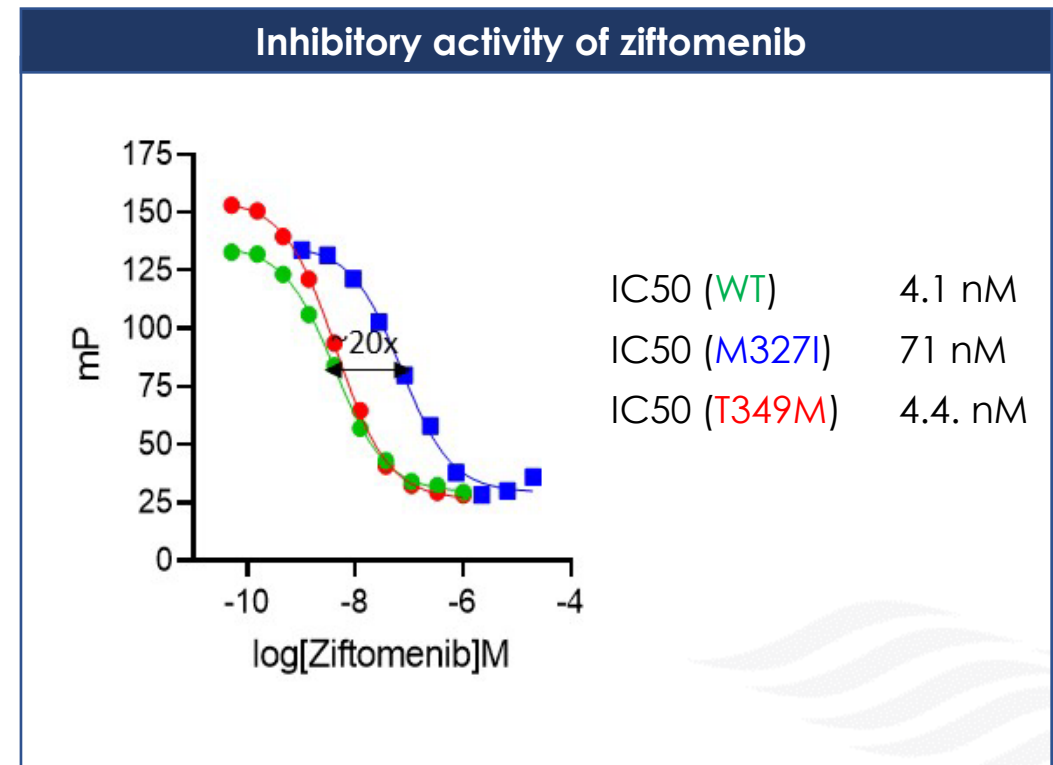 Inhibitory activity of ziftomenib
175
150
125
100
75
50
25
0
mP
~20x
-10 -8 -6 -4
log[Ziftomenib]M
IC50 (WT) 4.1 nM
IC50 (M327I) 71 nM
IC50 (T349M) 4.4. nM